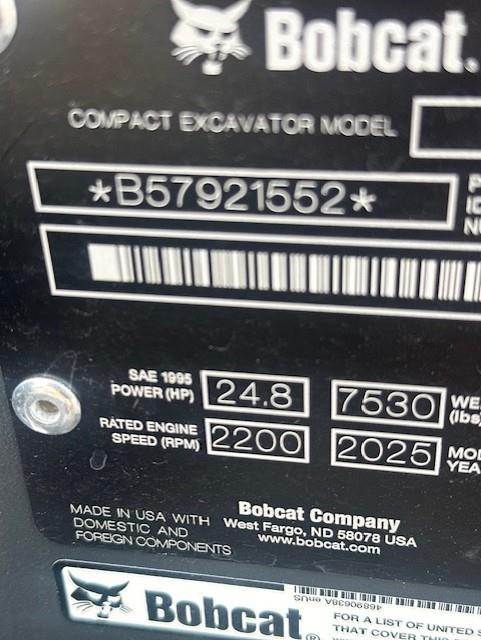 Bobcat.
COMPACT EXCAVATOR MODEL
*B57921552*
SAE 1995
POWER (HP) 24.8 7530 (lbs
RATED ENGINE
SPEED (RPM) 2200 2025
MADE IN USA WITH
DOMESTIC AND
FOREIGN COMPONENTS
Bobcat Company
West Fargo, ND 58078 USA
www.bobcat.com
Bobcat®
FOR A LIST OF UNITED
THAT COVER THIS